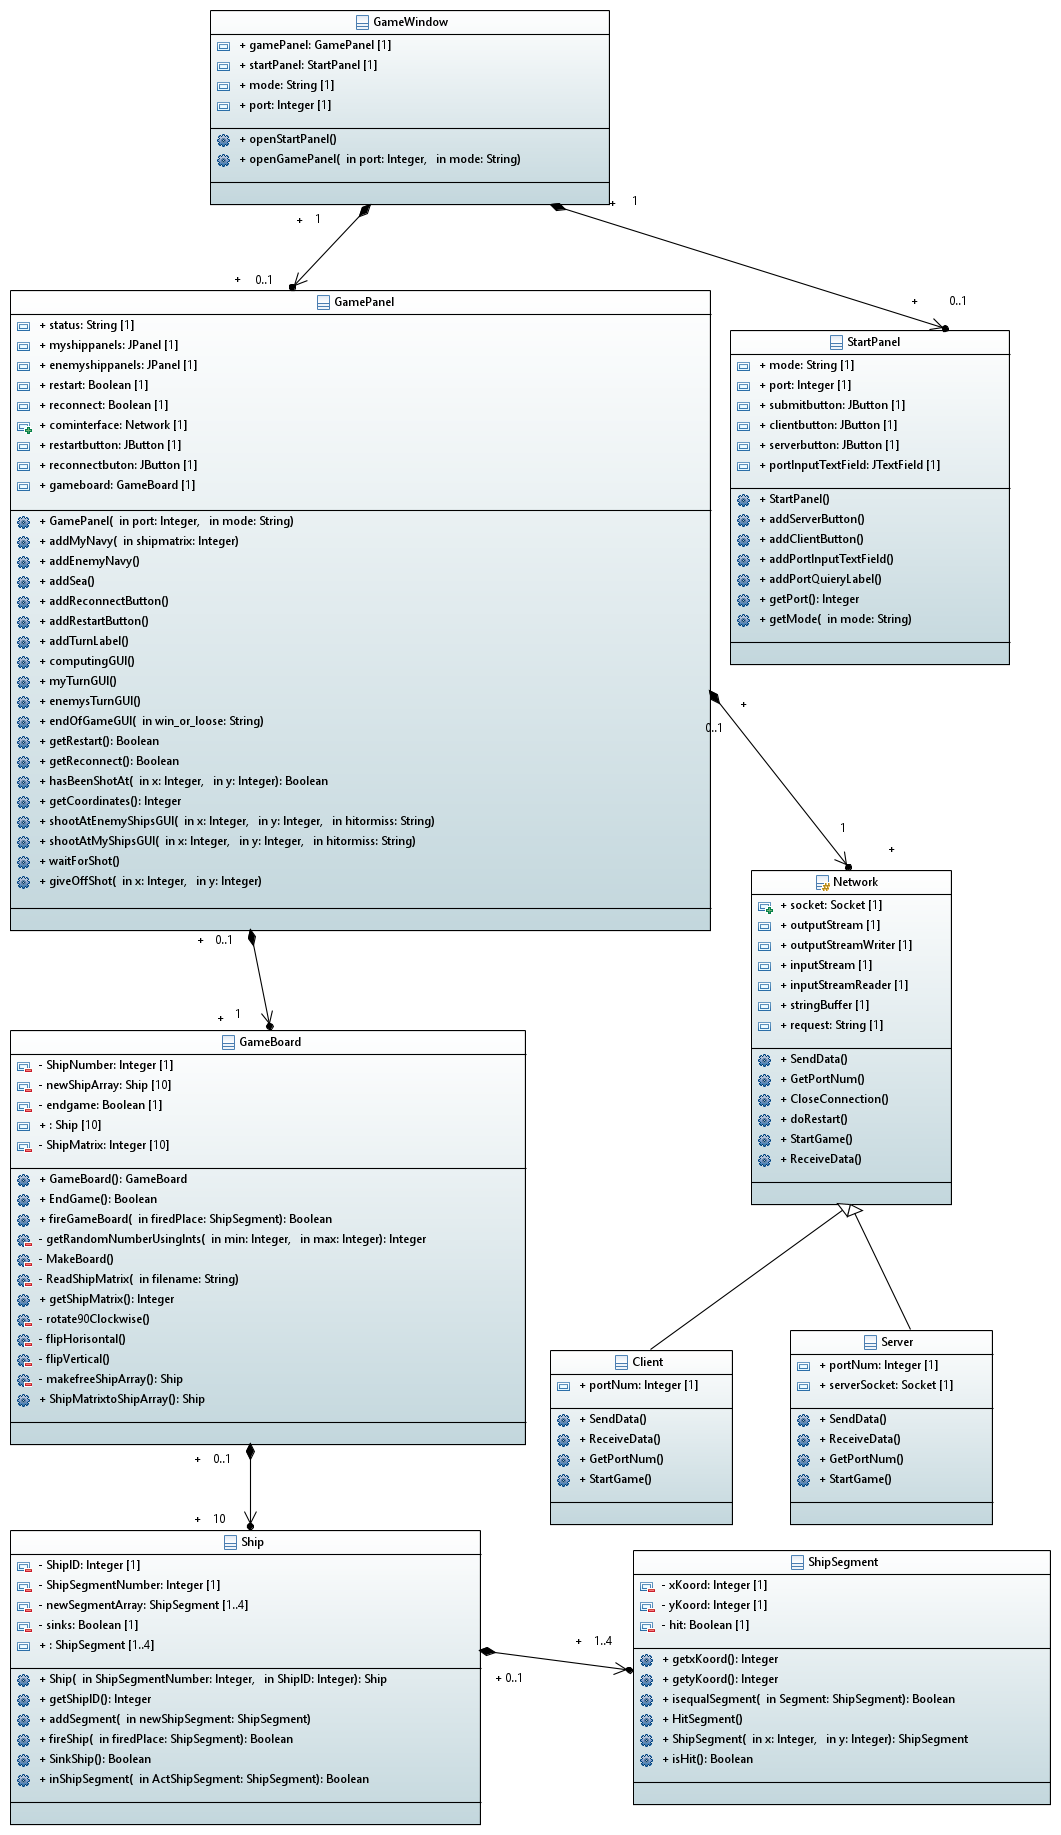 GameWindow
+ gamePanel: GamePanel [1]
+ startPanel: StartPanel [1]
+ mode: String [1]
+ port: Integer [1]
+ openStartPanel()
+ openGamePanel( in port: Integer, in mode: String)
+ 1
+ 1
+ 0..1
+ 0..1
GamePanel
+ status: String [1]
+ myshippanels: JPanel [1]
+ enemyshippanels: JPanel [1]
+ restart: Boolean [1]
+ reconnect: Boolean [1]
+ cominterface: Network [1]
+ restartbutton: JButton [1]
+ reconnectbuton: JButton [1]
+ gameboard: GameBoard [1]
+ GamePanel( in port: Integer, in mode: String)
+ addMyNavy( in shipmatrix: Integer)
+ addEnemyNavy()
+ addSea()
+ addReconnectButton()
+ addRestartButton()
+ addTurnLabel()
+ computingGUI()
+ myTurnGUI()
+ enemysTurnGUI()
+ endOfGameGUI( in win_or_loose: String)
+ getRestart(): Boolean
+ getReconnect(): Boolean
+ hasBeenShotAt( in x: Integer, in y: Integer): Boolean
+ getCoordinates(): Integer
+ shootAtEnemyShipsGUI( in x: Integer, in y: Integer, in hitormiss: String)
+ shootAtMyShipsGUI( in x: Integer, in y: Integer, in hitormiss: String)
+ waitForShot()
+ giveOffShot( in x: Integer, in y: Integer)
StartPanel
+ mode: String [1]
+ port: Integer [1]
+ submitbutton: JButton [1]
+ clientbutton: JButton [1]
+ serverbutton: JButton [1]
+ portInputTextField: JTextField [1]
+ StartPanel()
+ addServerButton()
+ addClientButton()
+ addPortInputTextField()
+ addPortQuieryLabel()
+ getPort(): Integer
+ getMode( in mode: String)
+
0..1
1
+
Network
+ socket: Socket [1]
+ outputStream [1]
+ outputStreamWriter [1]
+ inputStream [1]
+ inputStreamReader [1]
+ stringBuffer [1]
+ request: String [1]
+ SendData()
+ GetPortNum()
+ CloseConnection()
+ doRestart()
+ StartGame()
+ ReceiveData()
+ 0..1
+ 1
GameBoard
- ShipNumber: Integer [1]
- newShipArray: Ship [10]
- endgame: Boolean [1]
+ : Ship [10]
- ShipMatrix: Integer [10]
+ GameBoard(): GameBoard
+ EndGame(): Boolean
+ fireGameBoard( in firedPlace: ShipSegment): Boolean
- getRandomNumberUsingInts( in min: Integer, in max: Integer): Integer
- MakeBoard()
- ReadShipMatrix( in filename: String)
+ getShipMatrix(): Integer
- rotate90Clockwise()
- flipHorisontal()
- flipVertical()
- makefreeShipArray(): Ship
+ ShipMatrixtoShipArray(): Ship
Client
+ portNum: Integer [1]
+ SendData()
+ ReceiveData()
+ GetPortNum()
+ StartGame()
Server
+ portNum: Integer [1]
+ serverSocket: Socket [1]
+ SendData()
+ ReceiveData()
+ GetPortNum()
+ StartGame()
+ 0..1
+ 10
Ship
- ShipID: Integer [1]
- ShipSegmentNumber: Integer [1]
- newSegmentArray: ShipSegment [1..4]
- sinks: Boolean [1]
+ : ShipSegment [1..4]
+ Ship( in ShipSegmentNumber: Integer, in ShipID: Integer): Ship
+ getShipID(): Integer
+ addSegment( in newShipSegment: ShipSegment)
+ fireShip( in firedPlace: ShipSegment): Boolean
+ SinkShip(): Boolean
+ inShipSegment( in ActShipSegment: ShipSegment): Boolean
+ 1..4
+ 0..1
ShipSegment
- xKoord: Integer [1]
- yKoord: Integer [1]
- hit: Boolean [1]
+ getxKoord(): Integer
+ getyKoord(): Integer
+ isequalSegment( in Segment: ShipSegment): Boolean
+ HitSegment()
+ ShipSegment( in x: Integer, in y: Integer): ShipSegment
+ isHit(): Boolean